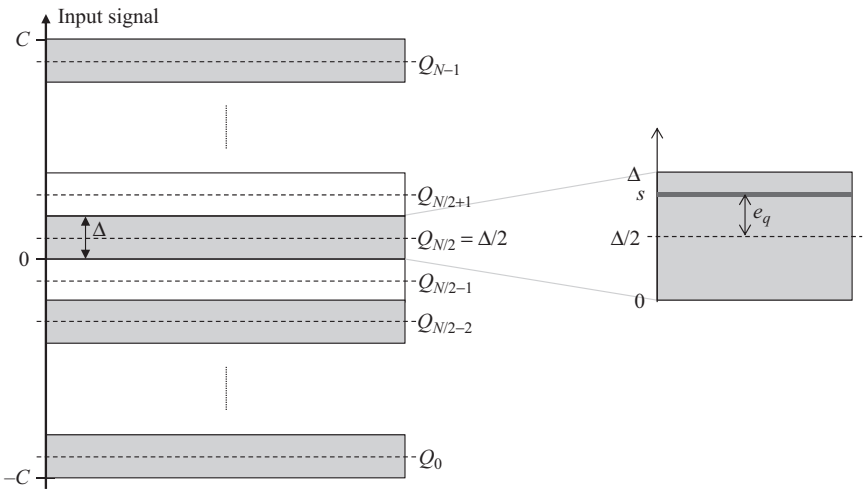 Input signal
C
Q_{N–1}
Q_{N/2+1}
Δ
Q_{N/2} = Δ/2
0
Q_{N/2–1}
Q_{N/2–2}
Q_0
–C
Δ
s
e_q
Δ/2
0